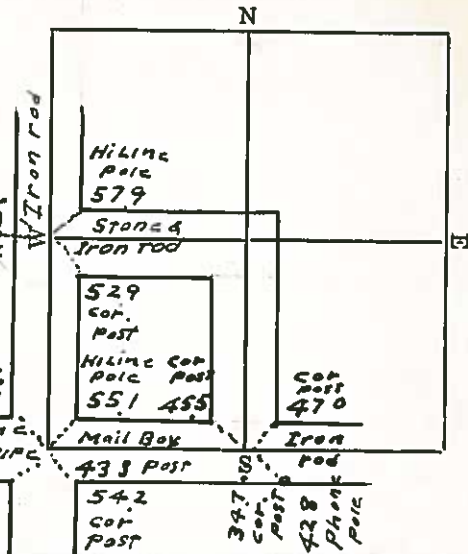 N
W Iron rod
HiLine
Pole
579
Stone &
Iron rod
E
529
cor.
Post
HiLine
Pole
551
cor
post
455
cor
post
470
Mail Box
Iron
rod
433 Post
S
542
cor
post
347
cor.
Post
428
Phone
Pole